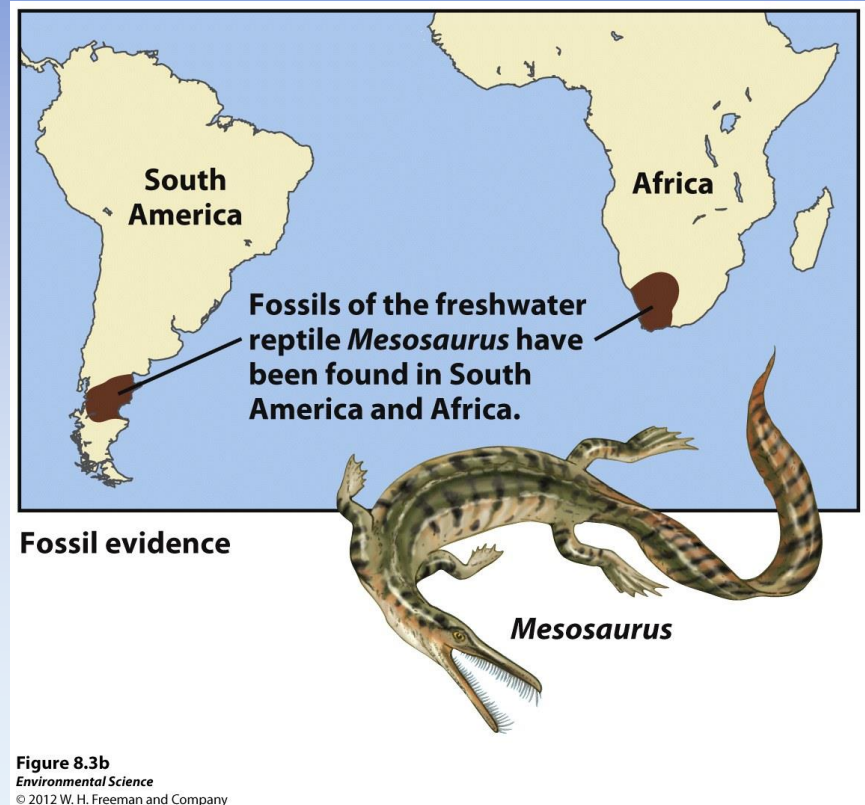 South
America
Africa
Fossils of the freshwater
reptile Mesosaurus have
been found in South
America and Africa.
Fossil evidence
Mesosaurus
Figure 8.3b
Environmental Science
© 2012 W. H. Freeman and Company